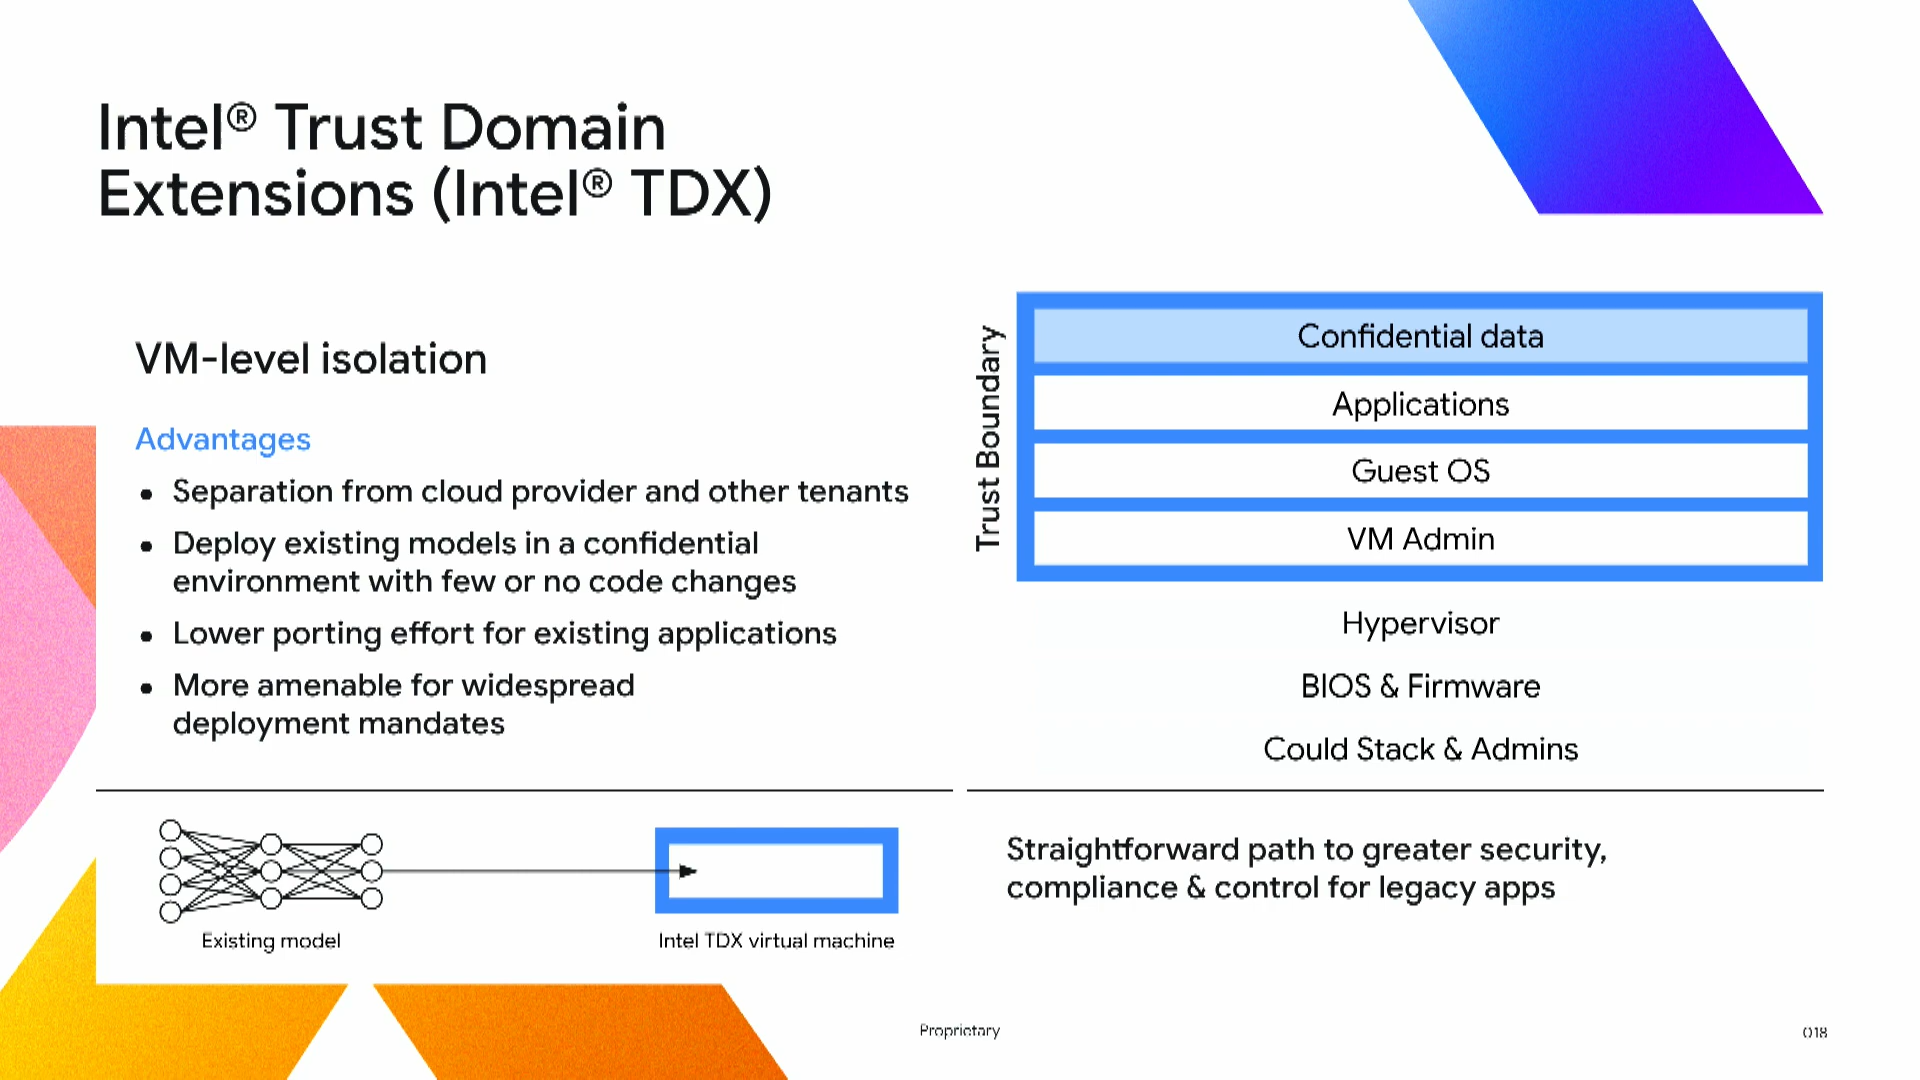 Intel® Trust Domain
Extensions (Intel® TDX)
VM-level isolation
Advantages
• Separation from cloud provider and other tenants
• Deploy existing models in a confidential
environment with few or no code changes
• Lower porting effort for existing applications
• More amenable for widespread
deployment mandates
Existing model
Intel TDX virtual machine
Trust Boundary
Confidential data
Applications
Guest OS
VM Admin
Hypervisor
BIOS & Firmware
Could Stack & Admins
Straightforward path to greater security,
compliance & control for legacy apps
Proprietary
018